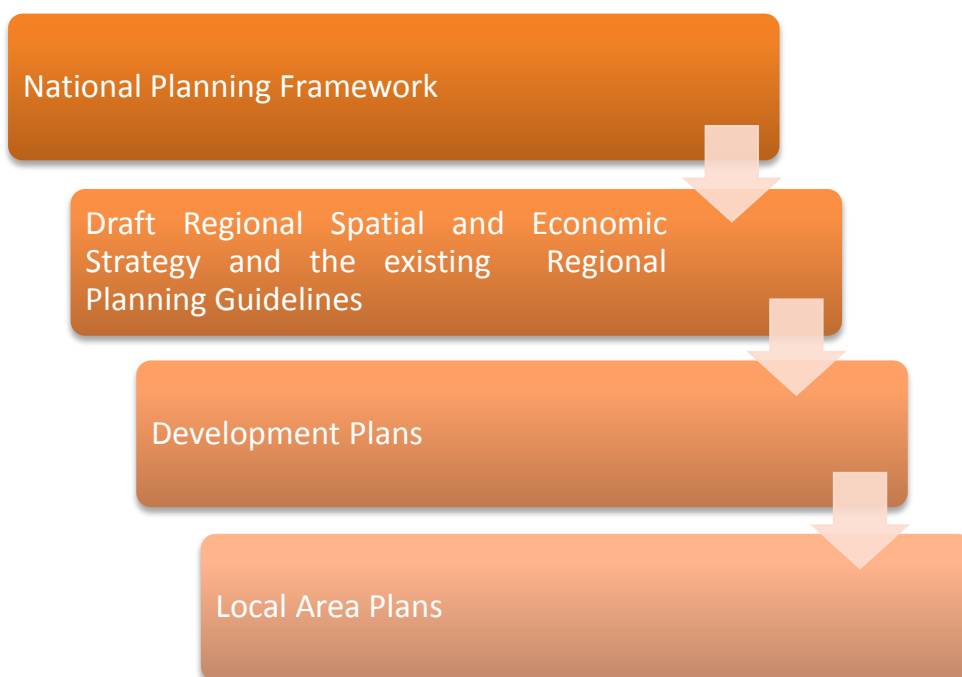 National Planning Framework
Draft Regional Spatial and Economic
Strategy and the existing Regional
Planning Guidelines
Development Plans
Local Area Plans